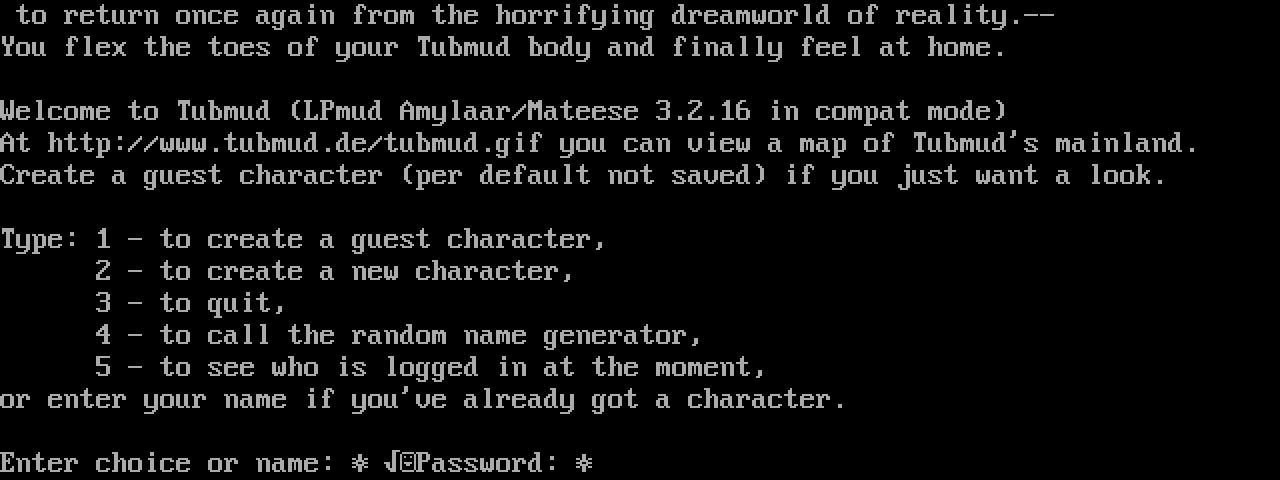 to return once again from the horrifying dreamworld of reality.--
You flex the toes of your Tubmud body and finally feel at home.
Welcome to Tubmud (LPmud Amylaar/Mateese 3.2.16 in compat mode)
At http://www.tubmud.de/tubmud.gif you can view a map of Tubmud's mainland.
Create a guest character (per default not saved) if you just want a look.
Type: 1 - to create a guest character,
2 - to create a new character,
3 - to quit,
4 - to call the random name generator,
5 - to see who is logged in at the moment,
or enter your name if you've already got a character.
Enter choice or name: * √☺Password: *